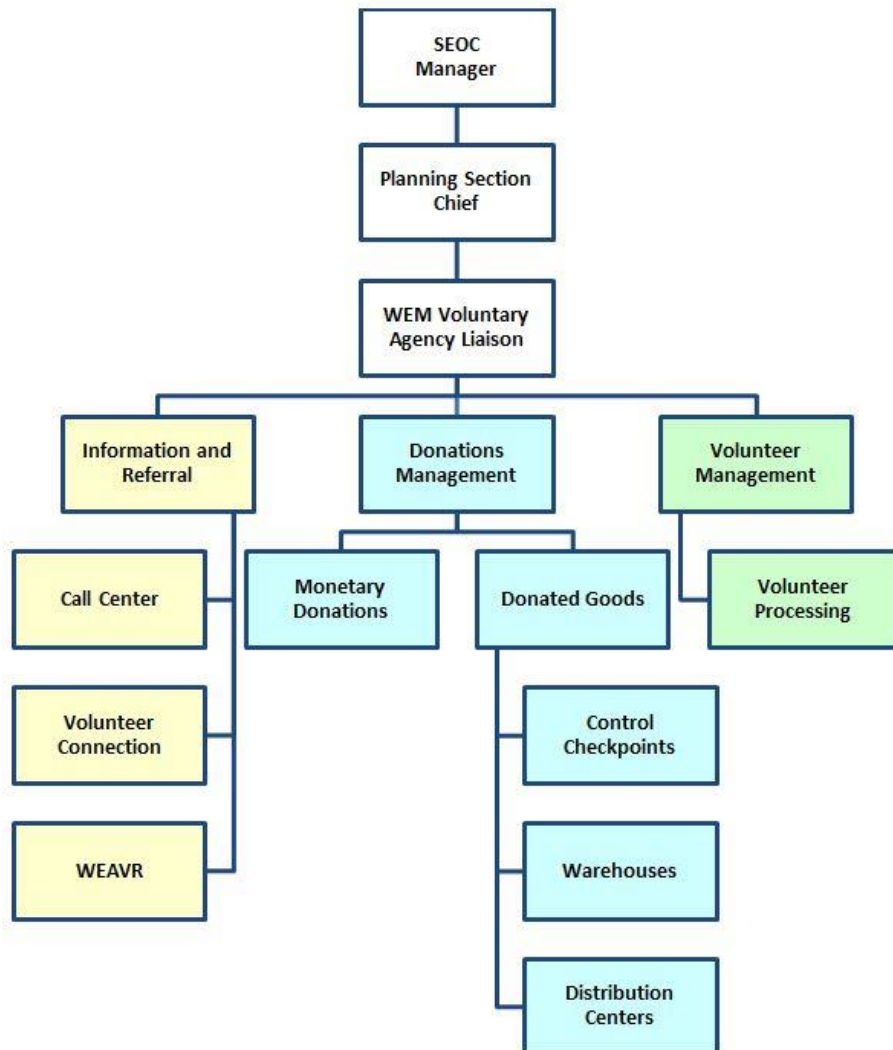 SEOC
Manager
Planning Section
Chief
WEM Voluntary
Agency Liaison
Information and
Referral
Donations
Management
Volunteer
Management
Call Center
Monetary
Donations
Donated Goods
Volunteer
Processing
Volunteer
Connection
Control
Checkpoints
WEAVR
Warehouses
Distribution
Centers